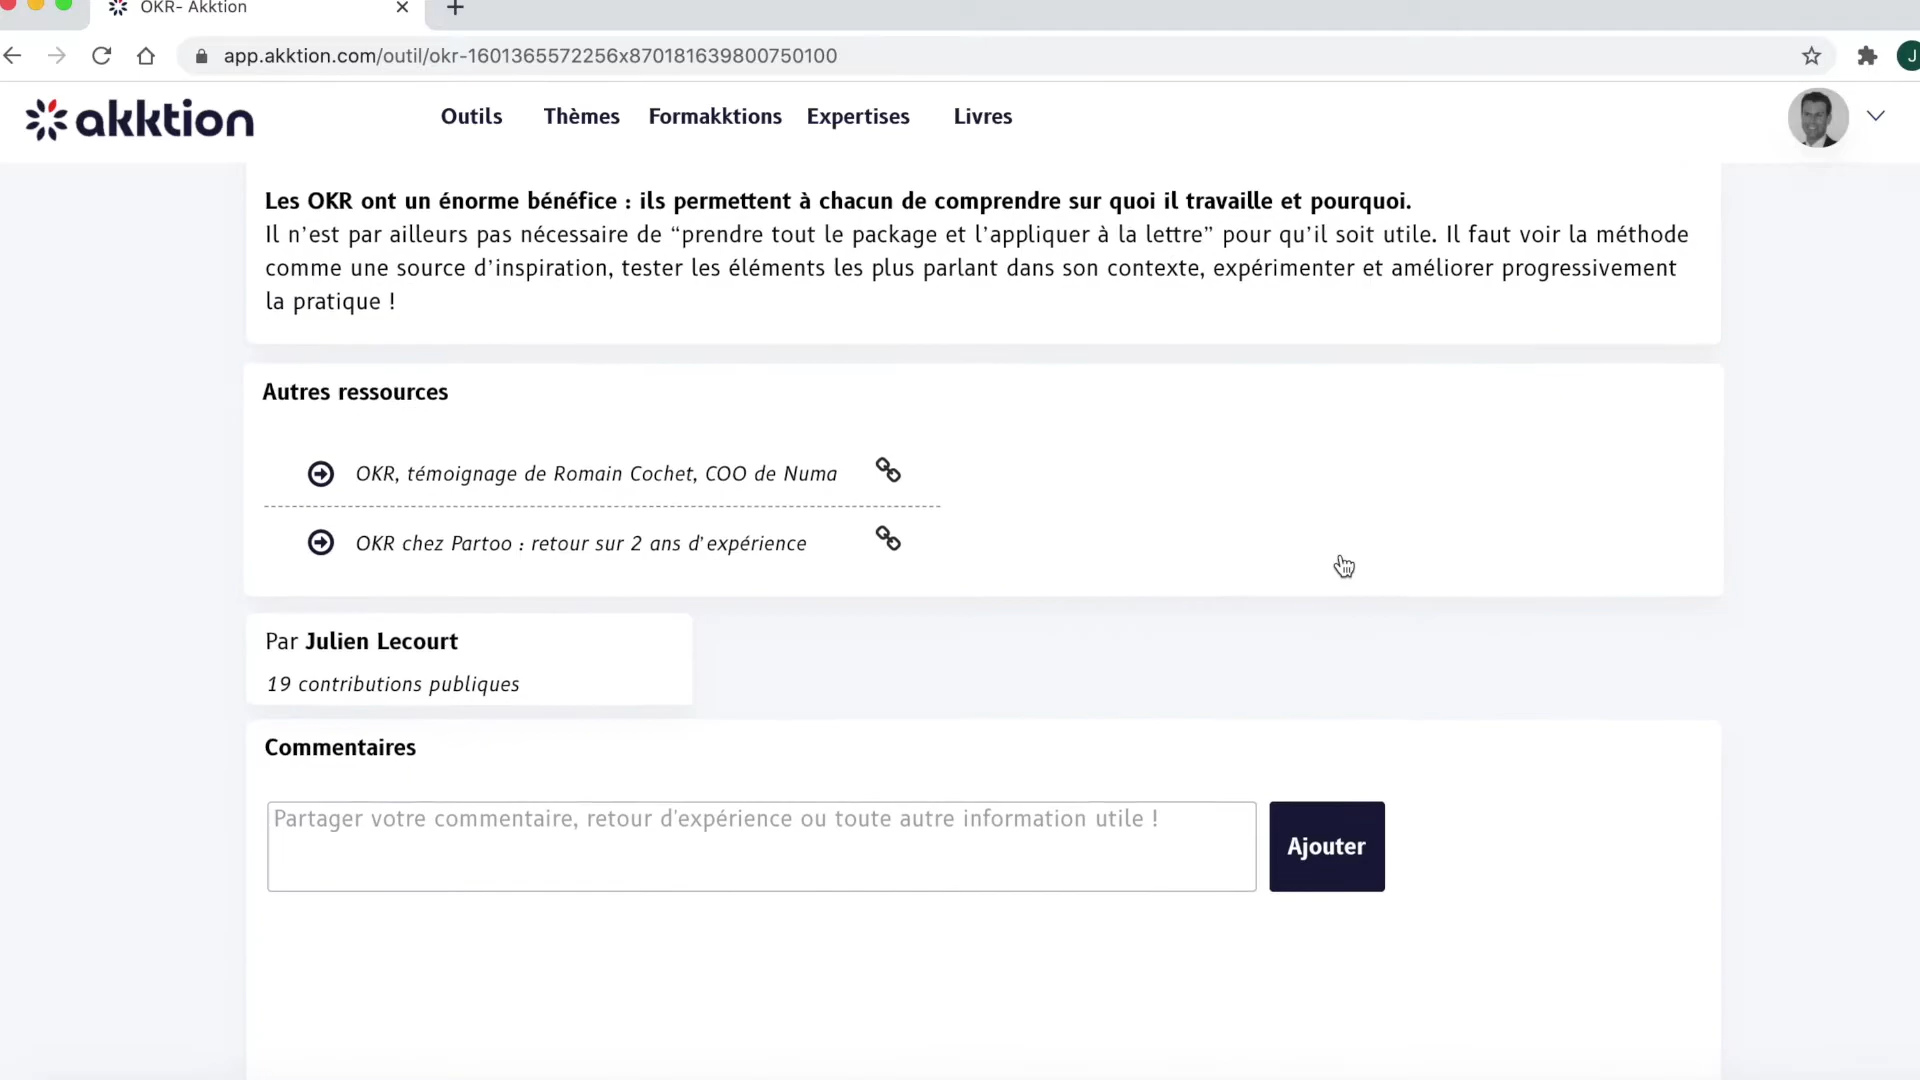 OKR- Akktion
app.akktion.com/outil/okr-1601365572256x870181639800750100
J
akktion
Outils Thèmes Formakktions Expertises Livres
Les OKR ont un énorme bénéfice : ils permettent à chacun de comprendre sur quoi il travaille et pourquoi.
Il n’est par ailleurs pas nécessaire de “prendre tout le package et l’appliquer à la lettre” pour qu’il soit utile. Il faut voir la méthode
comme une source d’inspiration, tester les éléments les plus parlant dans son contexte, expérimenter et améliorer progressivement
la pratique !
Autres ressources
OKR, témoignage de Romain Cochet, COO de Numa
OKR chez Partoo : retour sur 2 ans d’expérience
Par Julien Lecourt
19 contributions publiques
Commentaires
Partager votre commentaire, retour d'expérience ou toute autre information utile !
Ajouter